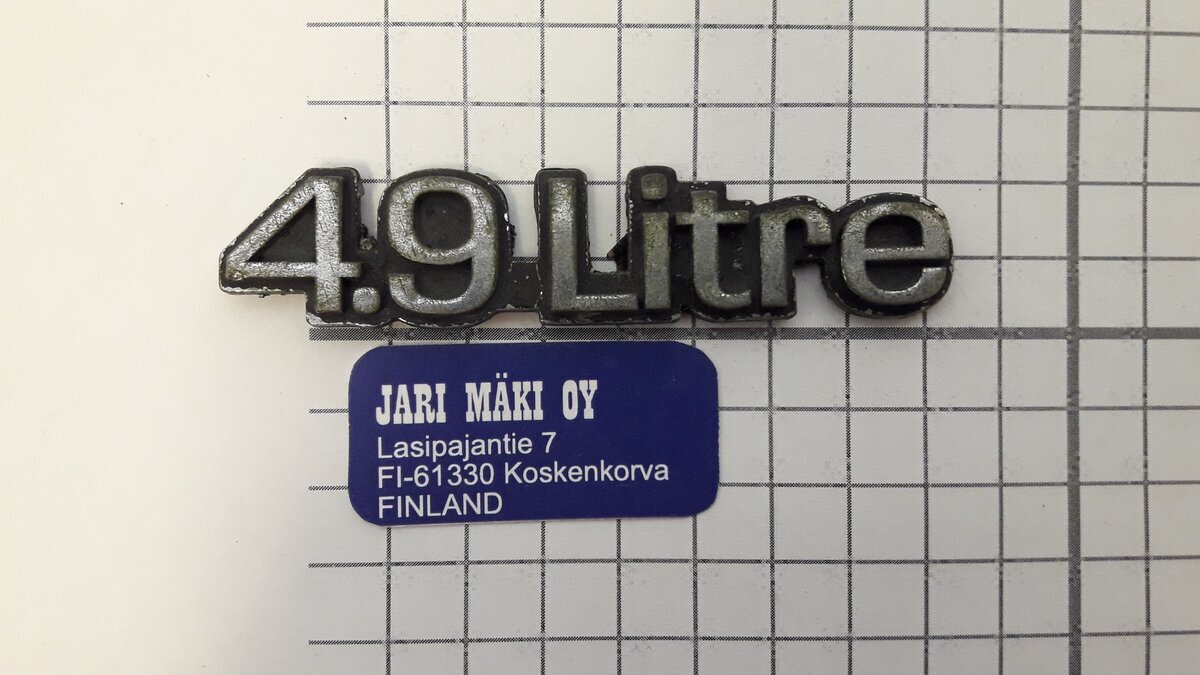 4.9 Litre
JARI MÄKI OY
Lasipajantie 7
FI-61330 Koskenkorva
FINLAND